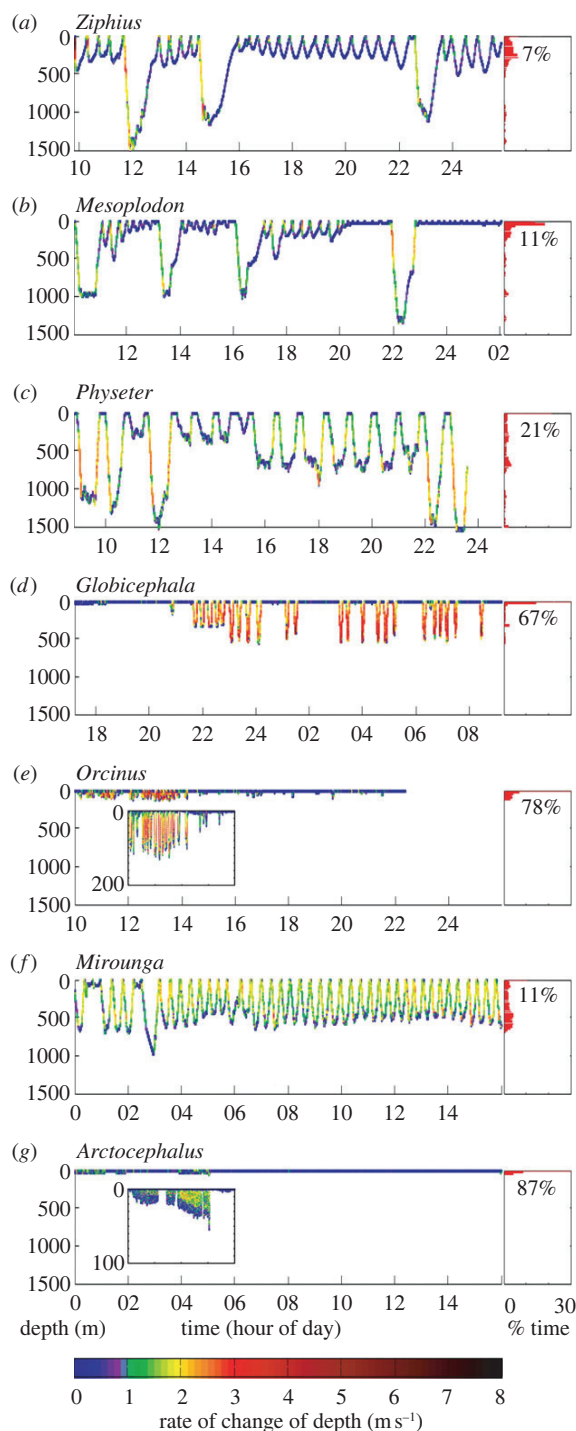 (a) Ziphius
0
500
1000
1500
7%
10 12 14 16 18 20 22 24
(b) Mesoplodon
0
500
1000
1500
11%
12 14 16 18 20 22 24 02
(c) Physeter
0
500
1000
1500
21%
10 12 14 16 18 20 22 24
(d) Globicephala
0
500
1000
1500
67%
18 20 22 24 02 04 06 08
(e) Orcinus
0
500
1000
1500
0
200
78%
10 12 14 16 18 20 22 24
(f) Mirounga
0
500
1000
1500
11%
0 02 04 06 08 10 12 14
(g) Arctocephalus
0
500
1000
1500
0
100
87%
0 02 04 06 08 10 12 14 0 30
depth (m) time (hour of day) % time
0 1 2 3 4 5 6 7 8
rate of change of depth (m s–1)